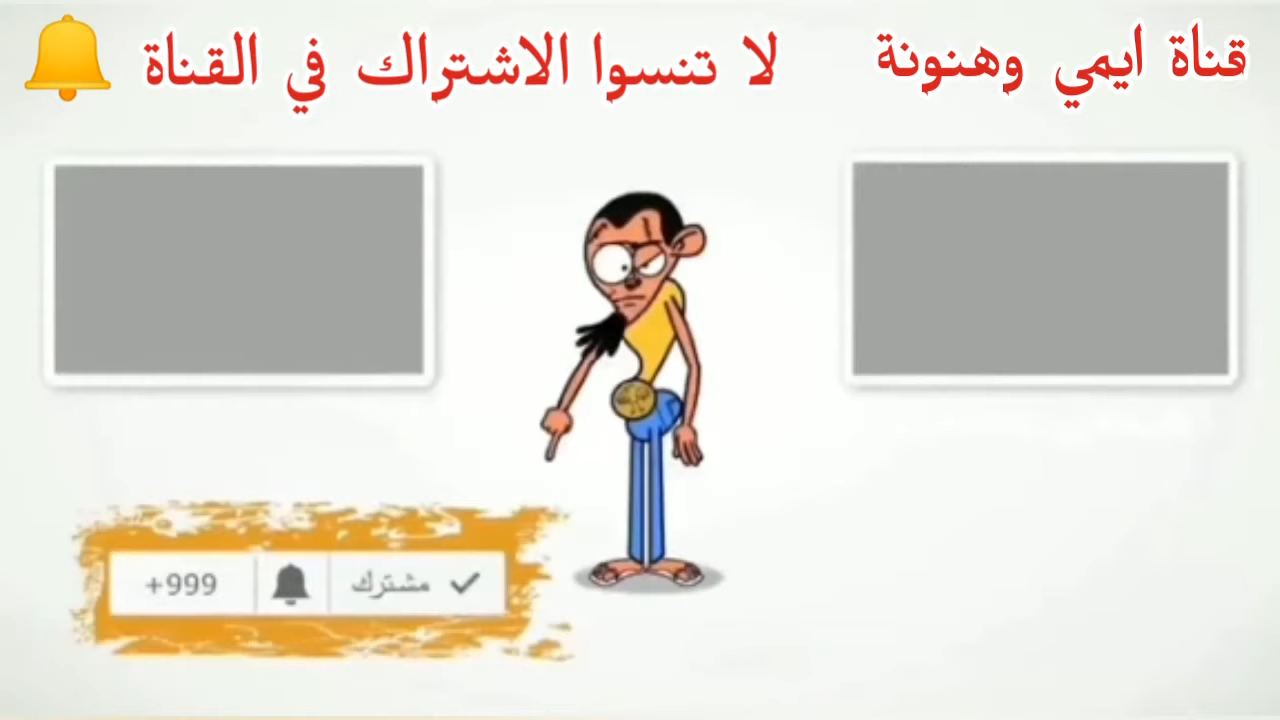 قناة ايمي وهنونة
لا تنسوا الاشتراك في القناة
مشترك
+999